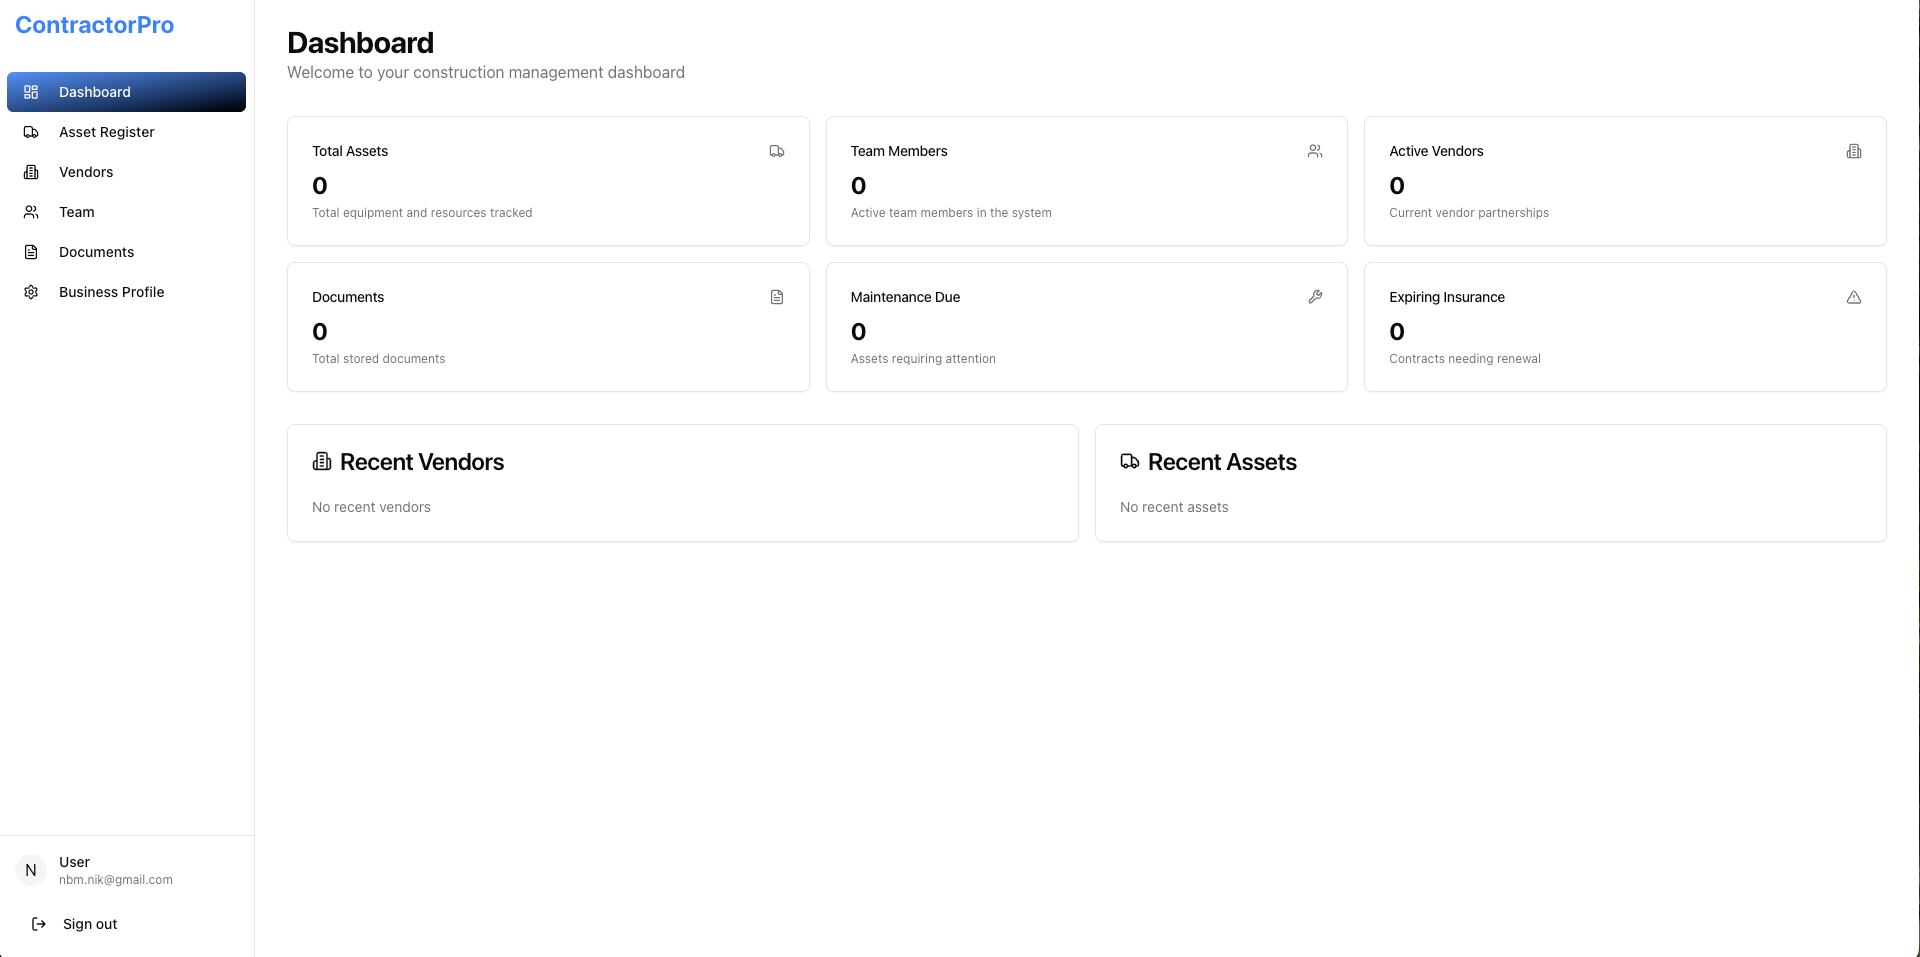 ContractorPro
Dashboard
Asset Register
Vendors
Team
Documents
Business Profile
N
User
nbm.nik@gmail.com
Sign out
Dashboard
Welcome to your construction management dashboard
Total Assets
0
Total equipment and resources tracked
Team Members
0
Active team members in the system
Active Vendors
0
Current vendor partnerships
Documents
0
Total stored documents
Maintenance Due
0
Assets requiring attention
Expiring Insurance
0
Contracts needing renewal
Recent Vendors
No recent vendors
Recent Assets
No recent assets